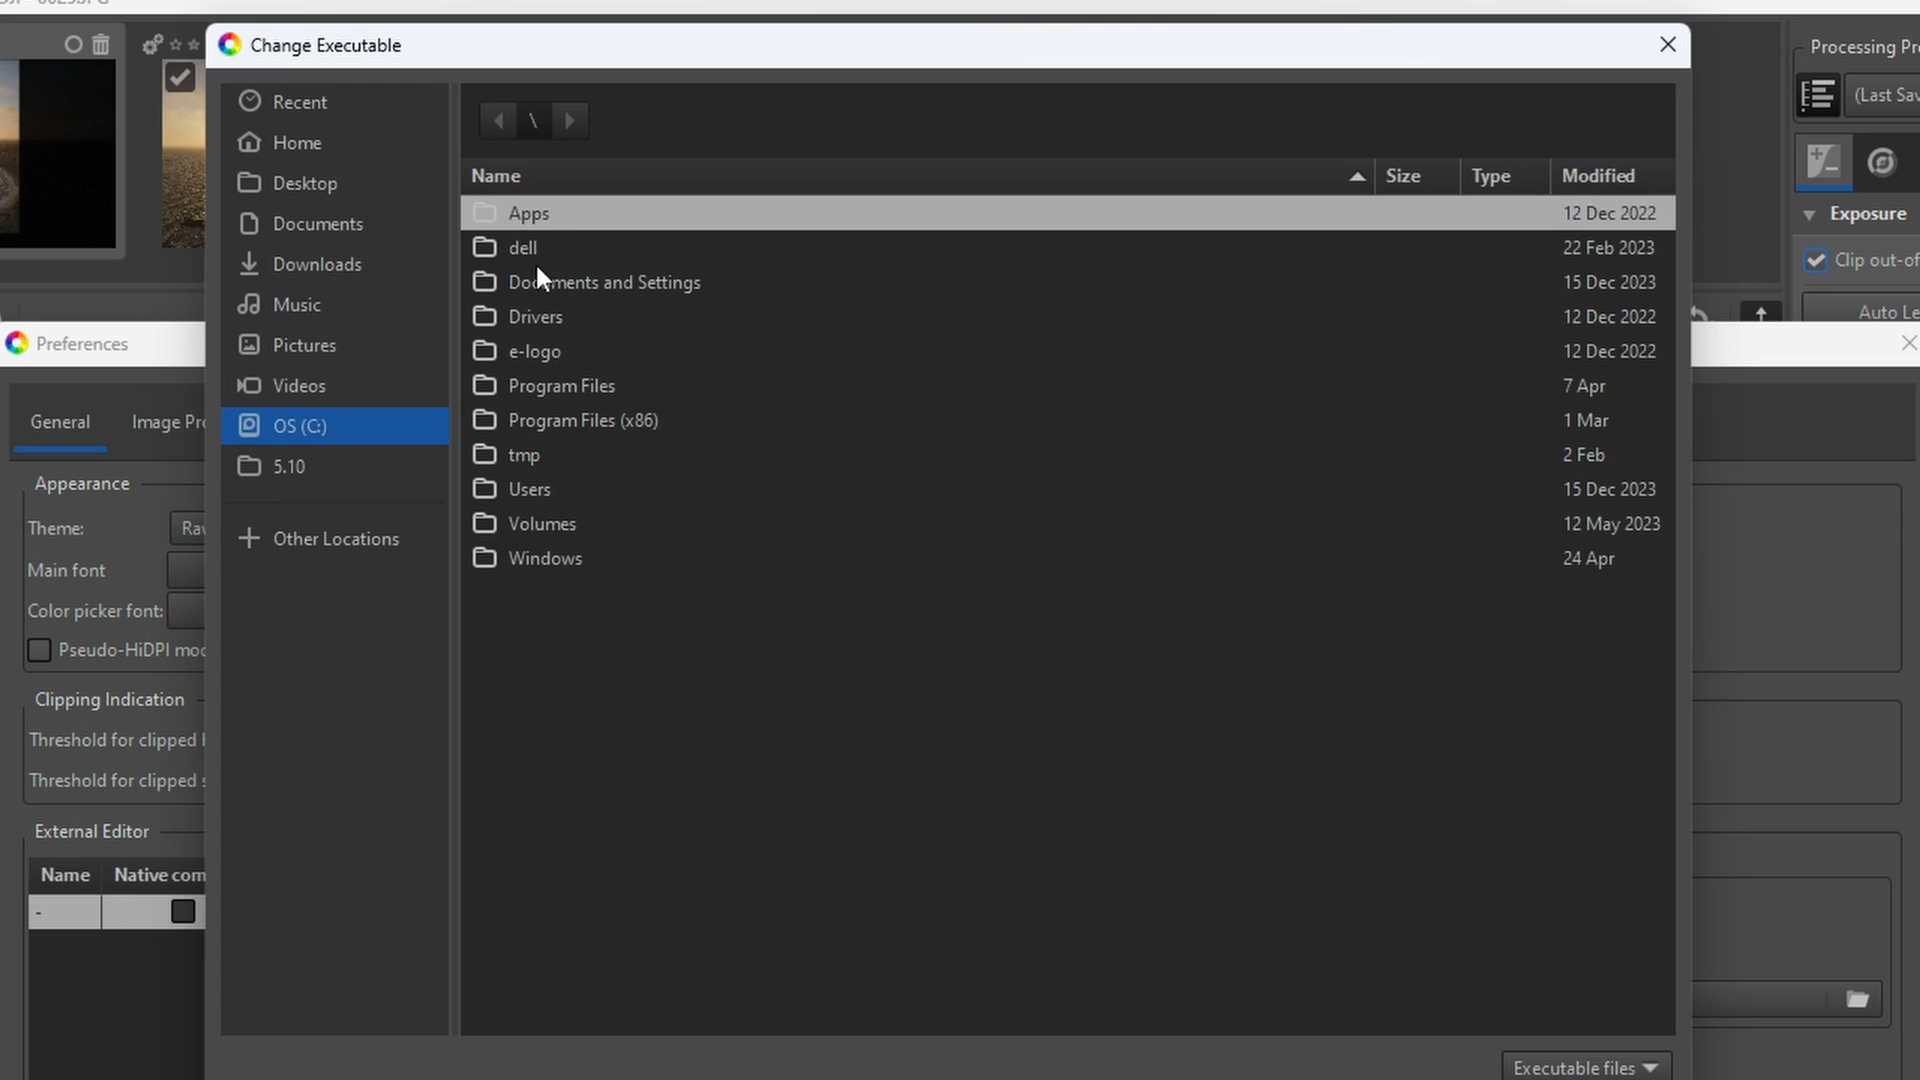 Change Executable
Processing Pr
(Last Sav
Exposure
Clip out-of
Auto Le
Recent
Home
Desktop
Documents
Downloads
Music
Pictures
Videos
OS (C:)
5.10
Other Locations
\
Name Size Type Modified
Apps 12 Dec 2022
dell 22 Feb 2023
Documents and Settings 15 Dec 2023
Drivers 12 Dec 2022
e-logo 12 Dec 2022
Program Files 7 Apr
Program Files (x86) 1 Mar
tmp 2 Feb
Users 15 Dec 2023
Volumes 12 May 2023
Windows 24 Apr
Executable files
Preferences
General Image Pro
Appearance
Theme: Rav
Main font
Color picker font:
Pseudo-HiDPI mod
Clipping Indication
Threshold for clipped h
Threshold for clipped s
External Editor
Name Native com
-